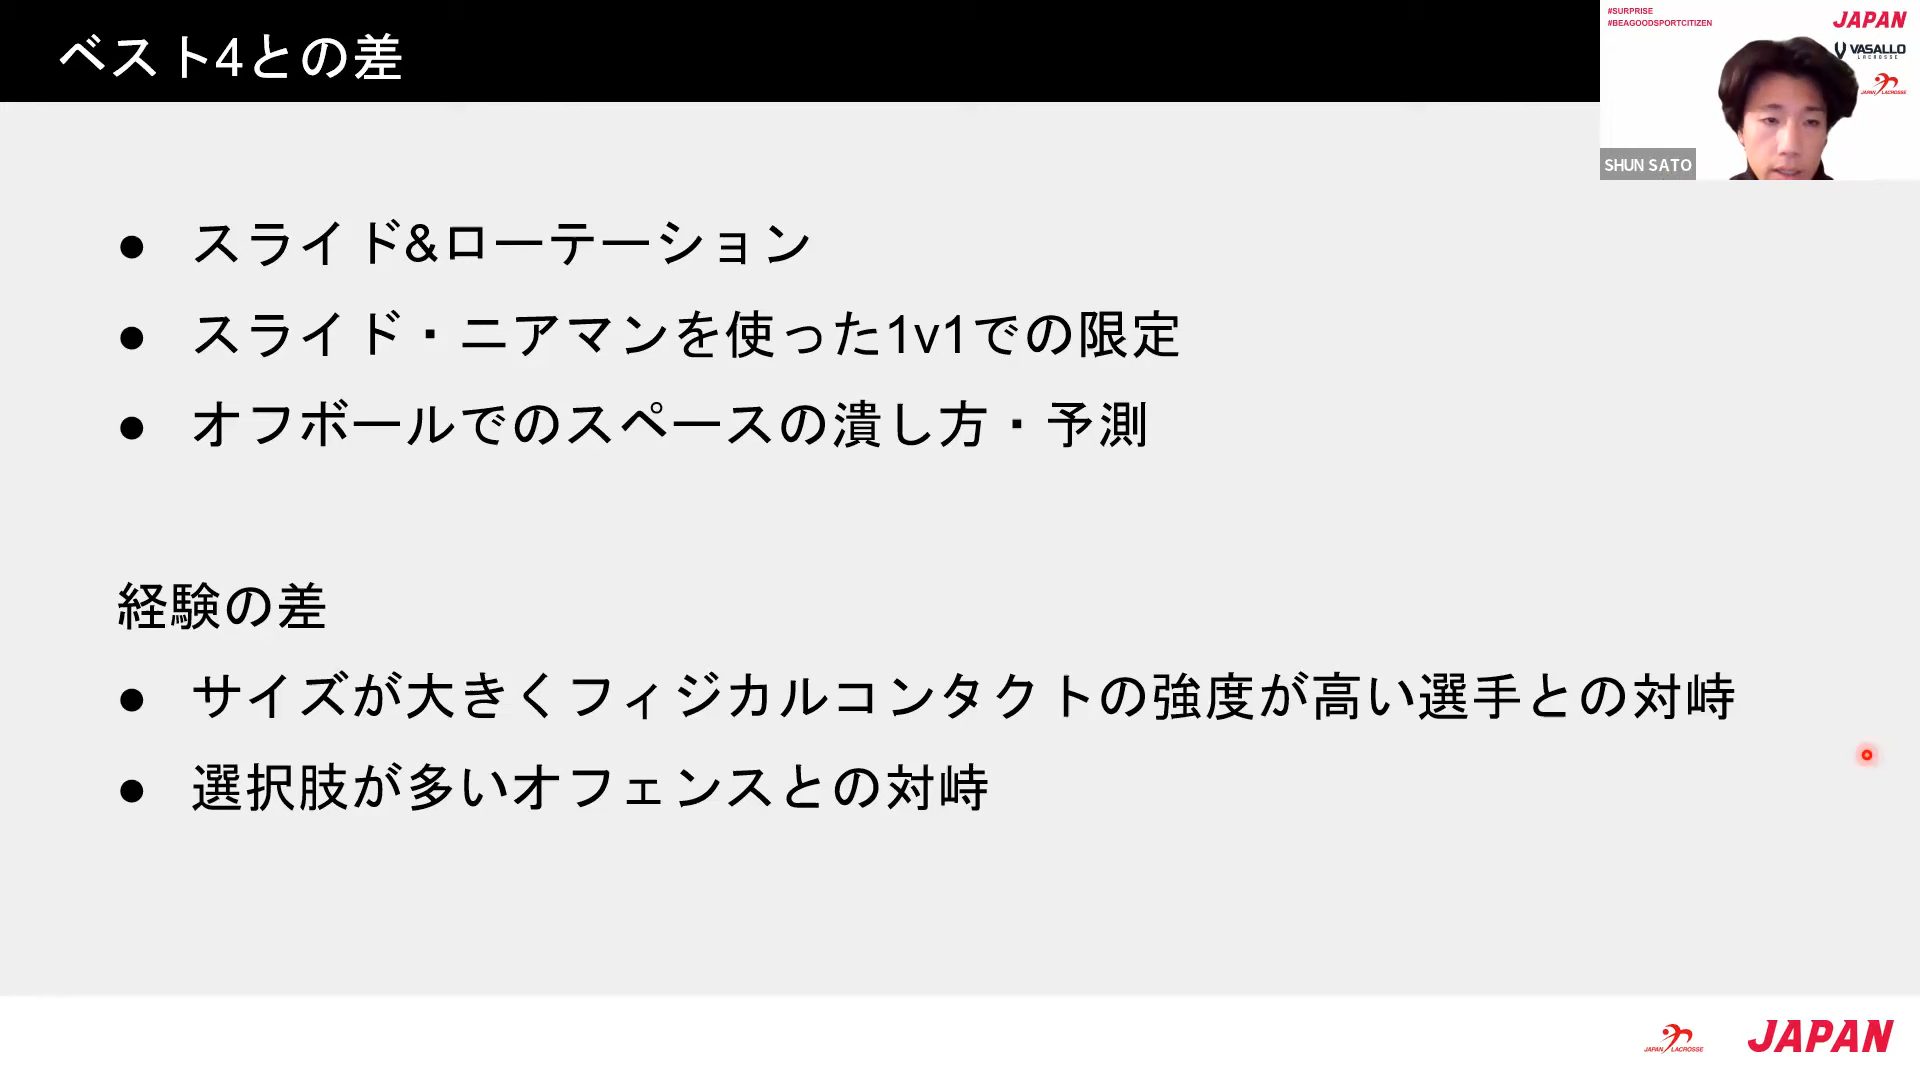 ベスト4との差
#SURPRISE
#BEAGOODSPORTCITIZEN
JAPAN
VASALLO
LACROSSE
JAPAN LACROSSE
SHUN SATO
● スライド&ローテーション
● スライド・ニアマンを使った1v1での限定
● オフボールでのスペースの潰し方・予測
経験の差
● サイズが大きくフィジカルコンタクトの強度が高い選手との対峙
● 選択肢が多いオフェンスとの対峙
JAPAN LACROSSE
JAPAN